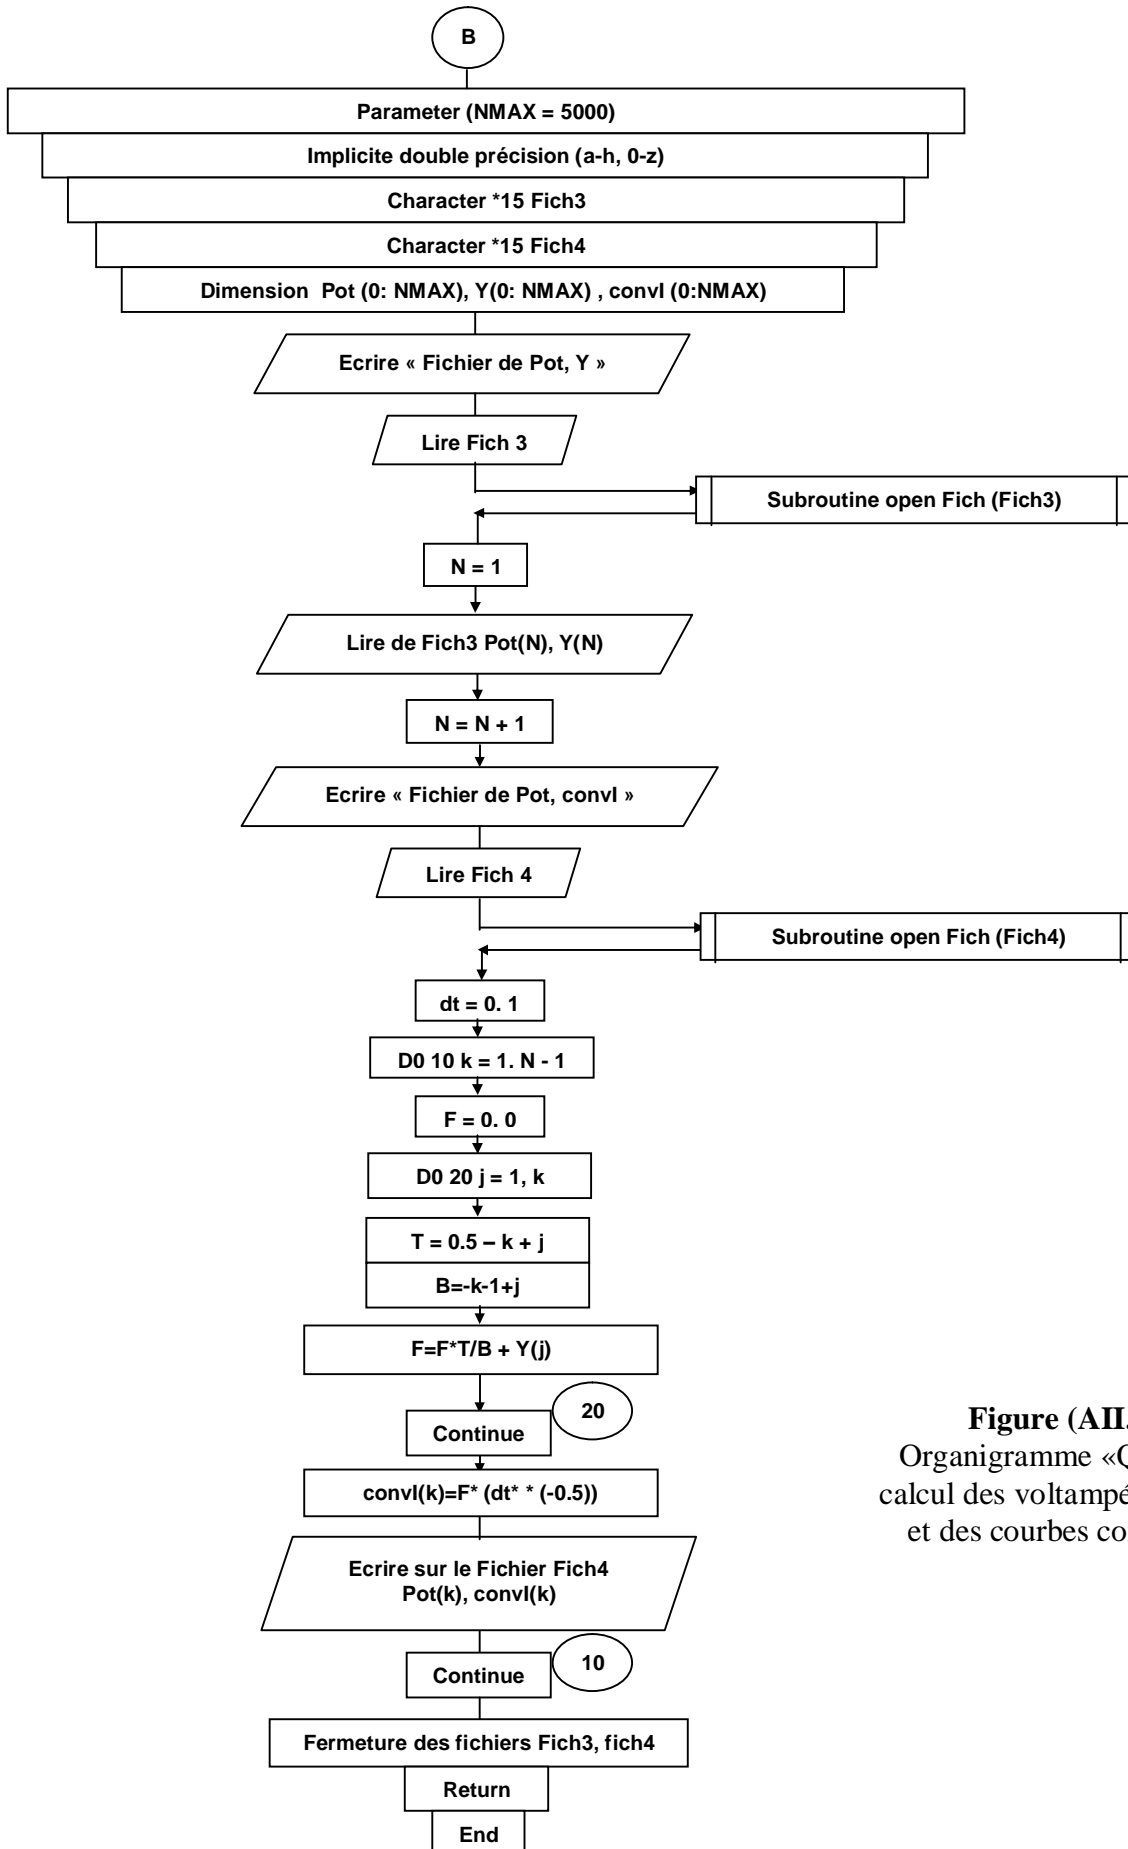 B
Parameter (NMAX = 5000)
Implicite double précision (a-h, 0-z)
Character *15 Fich3
Character *15 Fich4
Dimension Pot (0: NMAX), Y(0: NMAX) , convI (0:NMAX)
Ecrire « Fichier de Pot, Y »
Lire Fich 3
Subroutine open Fich (Fich3)
N = 1
Lire de Fich3 Pot(N), Y(N)
N = N + 1
Ecrire « Fichier de Pot, convI »
Lire Fich 4
Subroutine open Fich (Fich4)
dt = 0. 1
D0 10 k = 1. N - 1
F = 0. 0
D0 20 j = 1, k
T = 0.5 – k + j
B=-k-1+j
F=F*T/B + Y(j)
20
Continue
convI(k)=F* (dt* * (-0.5))
Ecrire sur le Fichier Fich4
Pot(k), convI(k)
10
Continue
Fermeture des fichiers Fich3, fich4
Return
End
Figure (AII.
Organigramme «
calcul des voltampé
et des courbes co